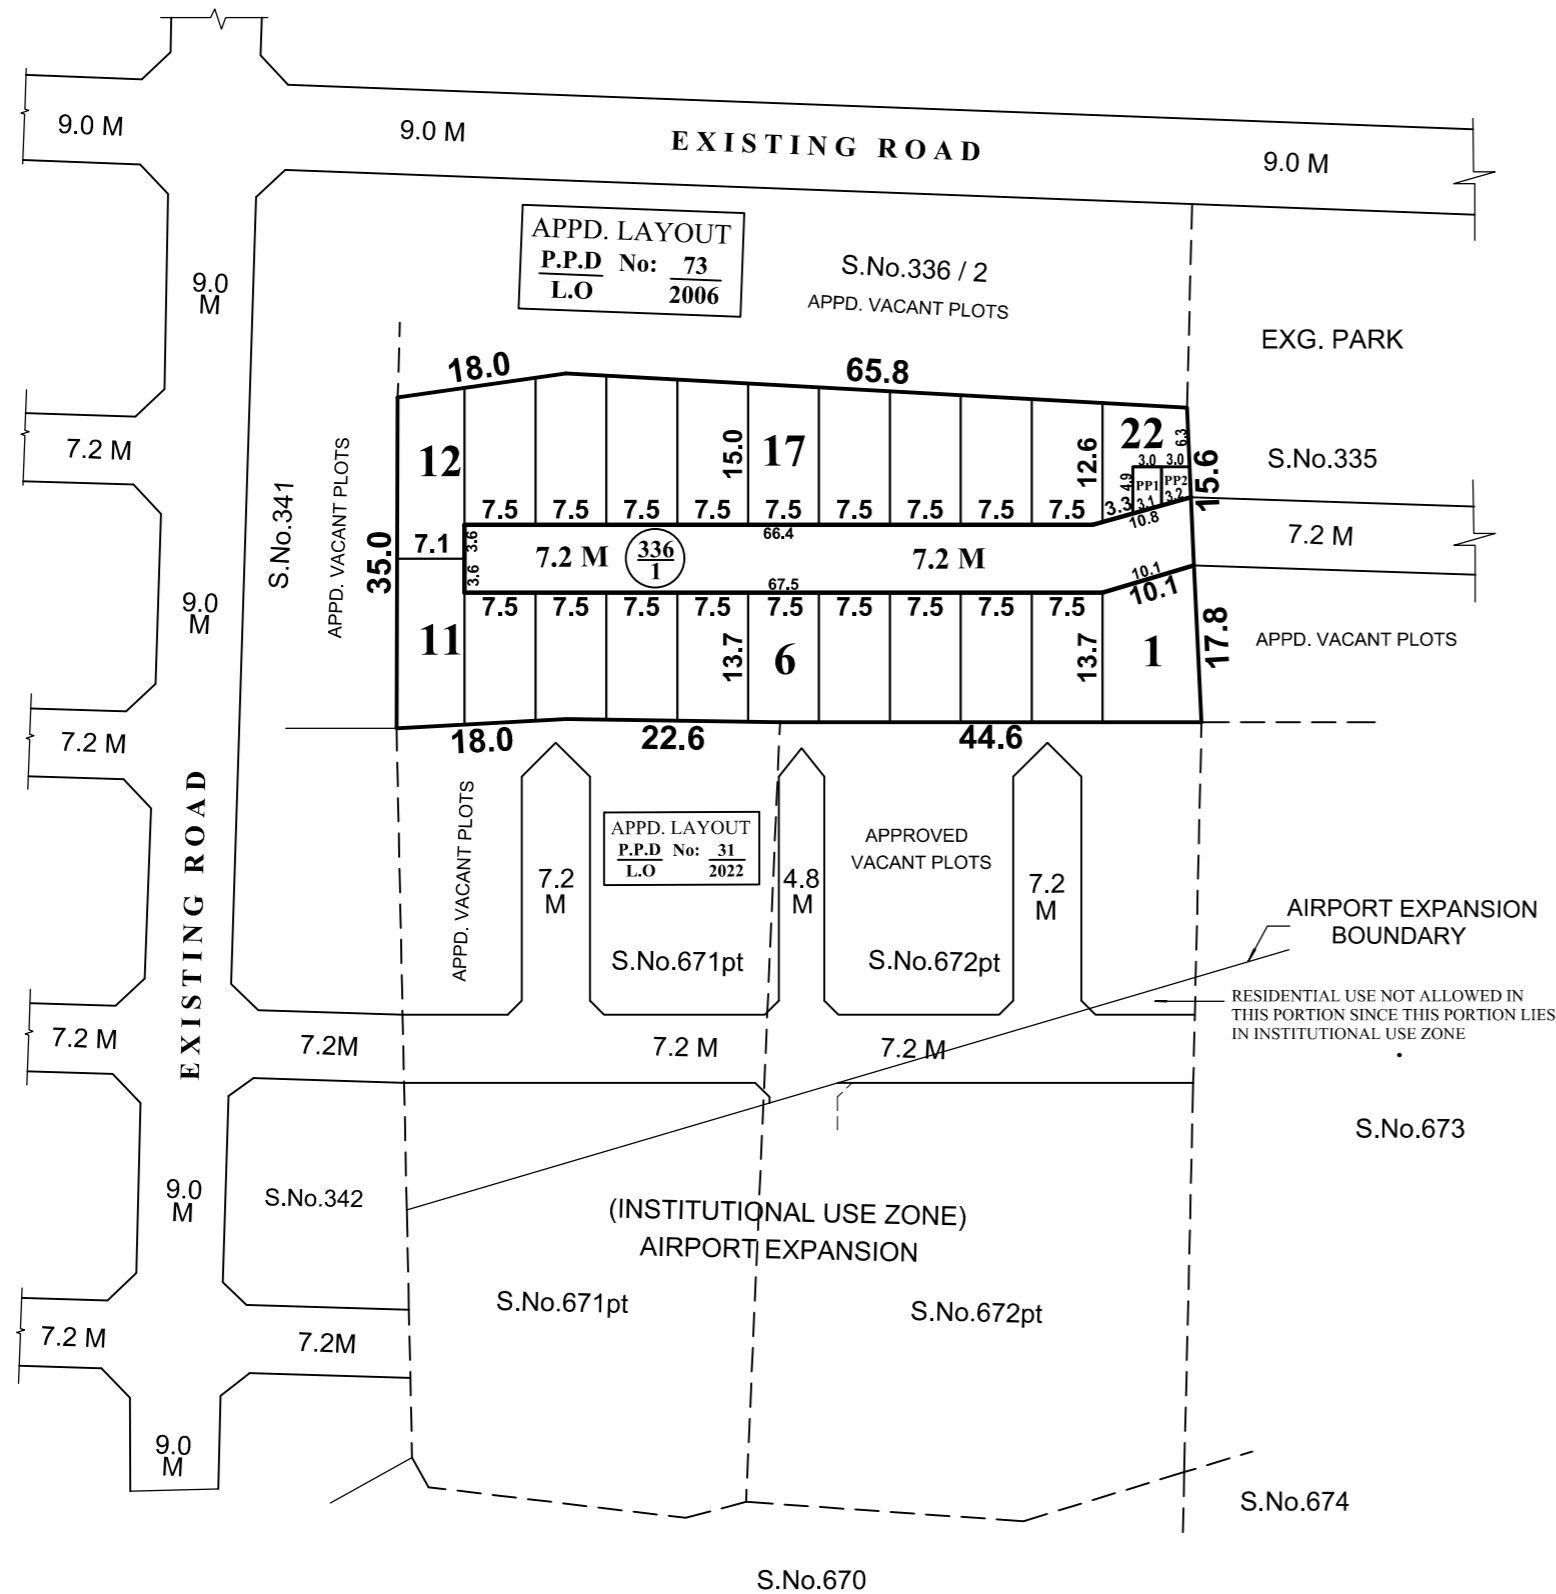 9.0 M
9.0 M
EXISTING ROAD
9.0 M
APPD. LAYOUT
P.P.D No: 73
L.O 2006
S.No.336 / 2
APPD. VACANT PLOTS
9.0
M
EXG. PARK
18.0
65.8
7.2 M
12
15.0
17
12.6
22
6.3
3.0
3.0
4.9
PP1
PP2
3.1
3.2
15.6
S.No.335
S.No.341
APPD. VACANT PLOTS
35.0
7.5
7.5
7.5
7.5
7.5
7.5
7.5
7.5
7.5
3.3
10.8
66.4
7.1
3.6
3.6
7.2 M
336
1
7.2 M
7.2 M
67.5
10.1
10.1
9.0
M
7.5
7.5
7.5
7.5
7.5
7.5
7.5
7.5
7.5
11
13.7
6
13.7
1
17.8
APPD. VACANT PLOTS
7.2 M
18.0
22.6
44.6
EXISTING ROAD
APPD. VACANT PLOTS
APPD. LAYOUT
P.P.D No: 31
L.O 2022
APPROVED
VACANT PLOTS
7.2
M
4.8
M
7.2
M
AIRPORT EXPANSION
BOUNDARY
S.No.671pt
S.No.672pt
RESIDENTIAL USE NOT ALLOWED IN
THIS PORTION SINCE THIS PORTION LIES
IN INSTITUTIONAL USE ZONE
7.2 M
7.2M
7.2 M
7.2 M
S.No.673
9.0
M
S.No.342
(INSTITUTIONAL USE ZONE)
AIRPORT EXPANSION
S.No.671pt
S.No.672pt
7.2 M
7.2M
9.0
M
S.No.674
S.No.670